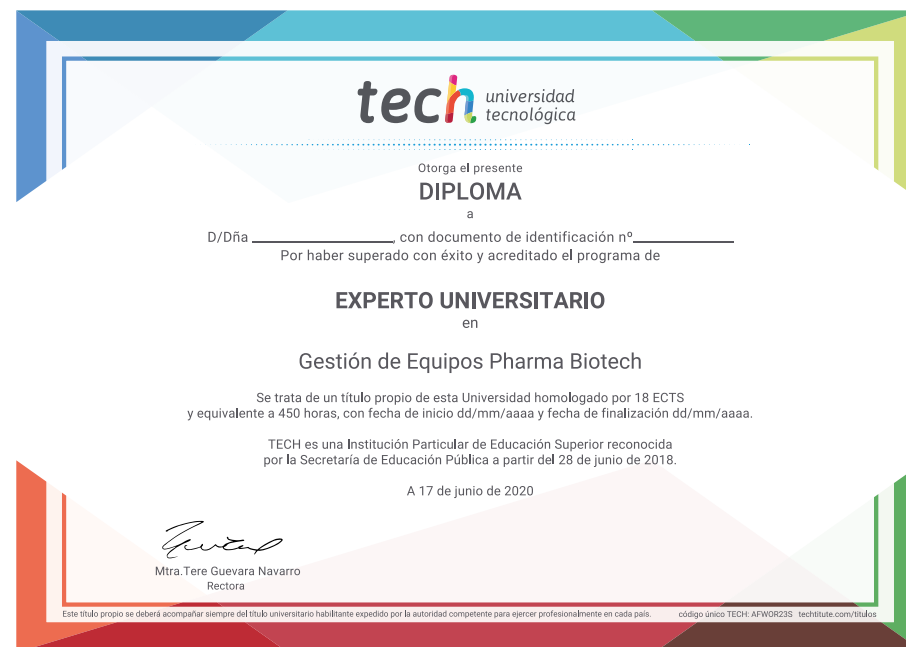 tech universidad
tecnológica
Otorga el presente
DIPLOMA
a
D/Dña ____________________, con documento de identificación nº______________
Por haber superado con éxito y acreditado el programa de
EXPERTO UNIVERSITARIO
en
Gestión de Equipos Pharma Biotech
Se trata de un título propio de esta Universidad homologado por 18 ECTS
y equivalente a 450 horas, con fecha de inicio dd/mm/aaaa y fecha de finalización dd/mm/aaaa.
TECH es una Institución Particular de Educación Superior reconocida
por la Secretaría de Educación Pública a partir del 28 de junio de 2018.
A 17 de junio de 2020
Mtra.Tere Guevara Navarro
Rectora
Este título propio se deberá acompañar siempre del título universitario habilitante expedido por la autoridad competente para ejercer profesionalmente en cada país. código único TECH: AFWOR23S techtitute.com/titulos